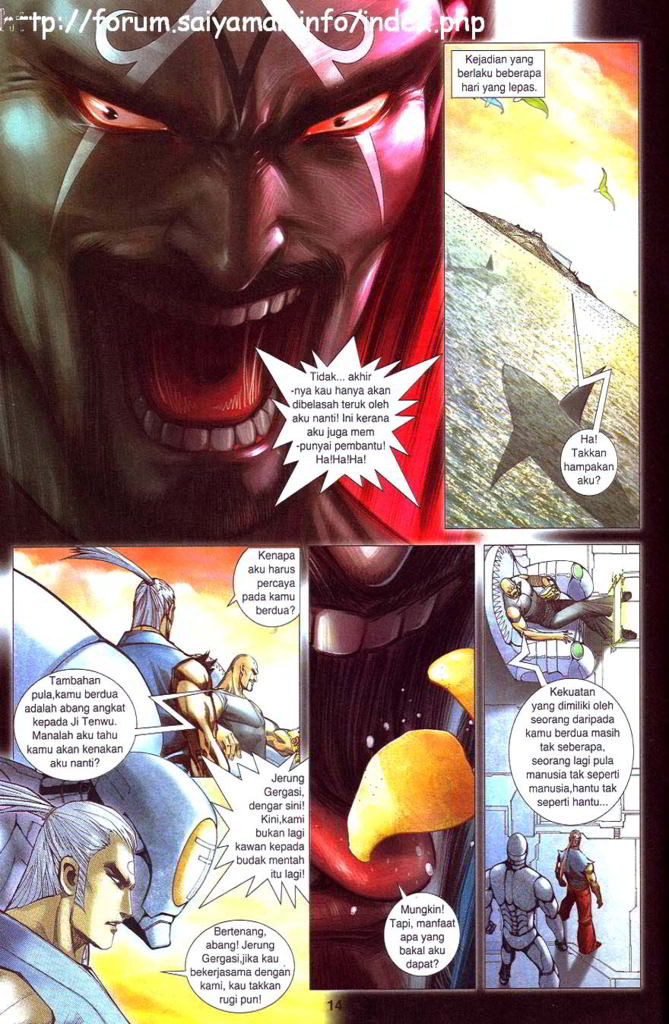 http://forum.saiyaman.info/index.php
Kejadian yang
berlaku beberapa
hari yang lepas.
Tidak... akhir
-nya kau hanya akan
dibelasah teruk oleh
aku nanti! Ini kerana
aku juga mem
-punyai pembantu!
Ha!Ha!Ha!
Ha!
Takkan
hampakan
aku?
Kenapa
aku harus
percaya
pada kamu
berdua?
Tambahan
pula,kamu berdua
adalah abang angkat
kepada Ji Tenwu.
Manalah aku tahu
kamu akan kenakan
aku nanti?
Jerung
Gergasi,
dengar sini!
Kini,kami
bukan lagi
kawan kepada
budak mentah
itu lagi!
Bertenang,
abang! Jerung
Gergasi,jika kau
bekerjasama dengan
kami, kau takkan
rugi pun!
Mungkin!
Tapi, manfaat
apa yang
bakal aku
dapat?
Kekuatan
yang dimiliki oleh
seorang daripada
kamu berdua masih
tak seberapa,
seorang lagi pula
manusia tak seperti
manusia,hantu tak
seperti hantu...
14